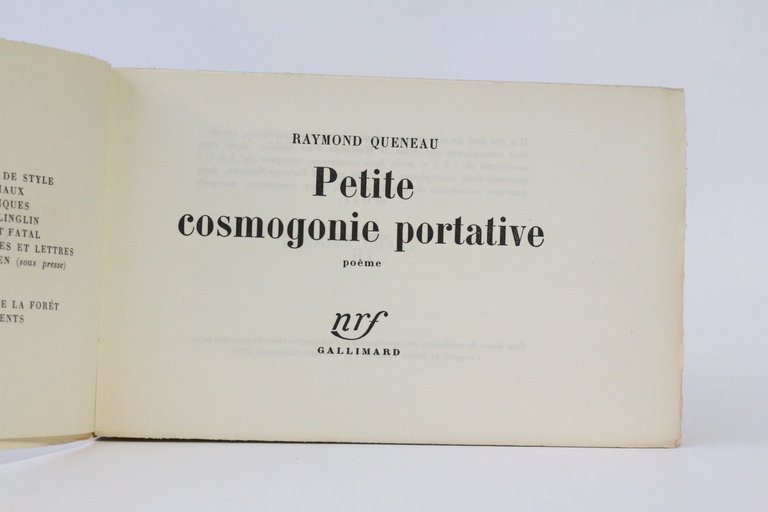 DE STYLE
IAUX
IQUES
LINGLIN
T FATAL
ES ET LETTRES
EN (sous presse)
E LA FORÊT
ENTS
RAYMOND QUENEAU
Petite
cosmogonie portative
poème
nrf
GALLIMARD